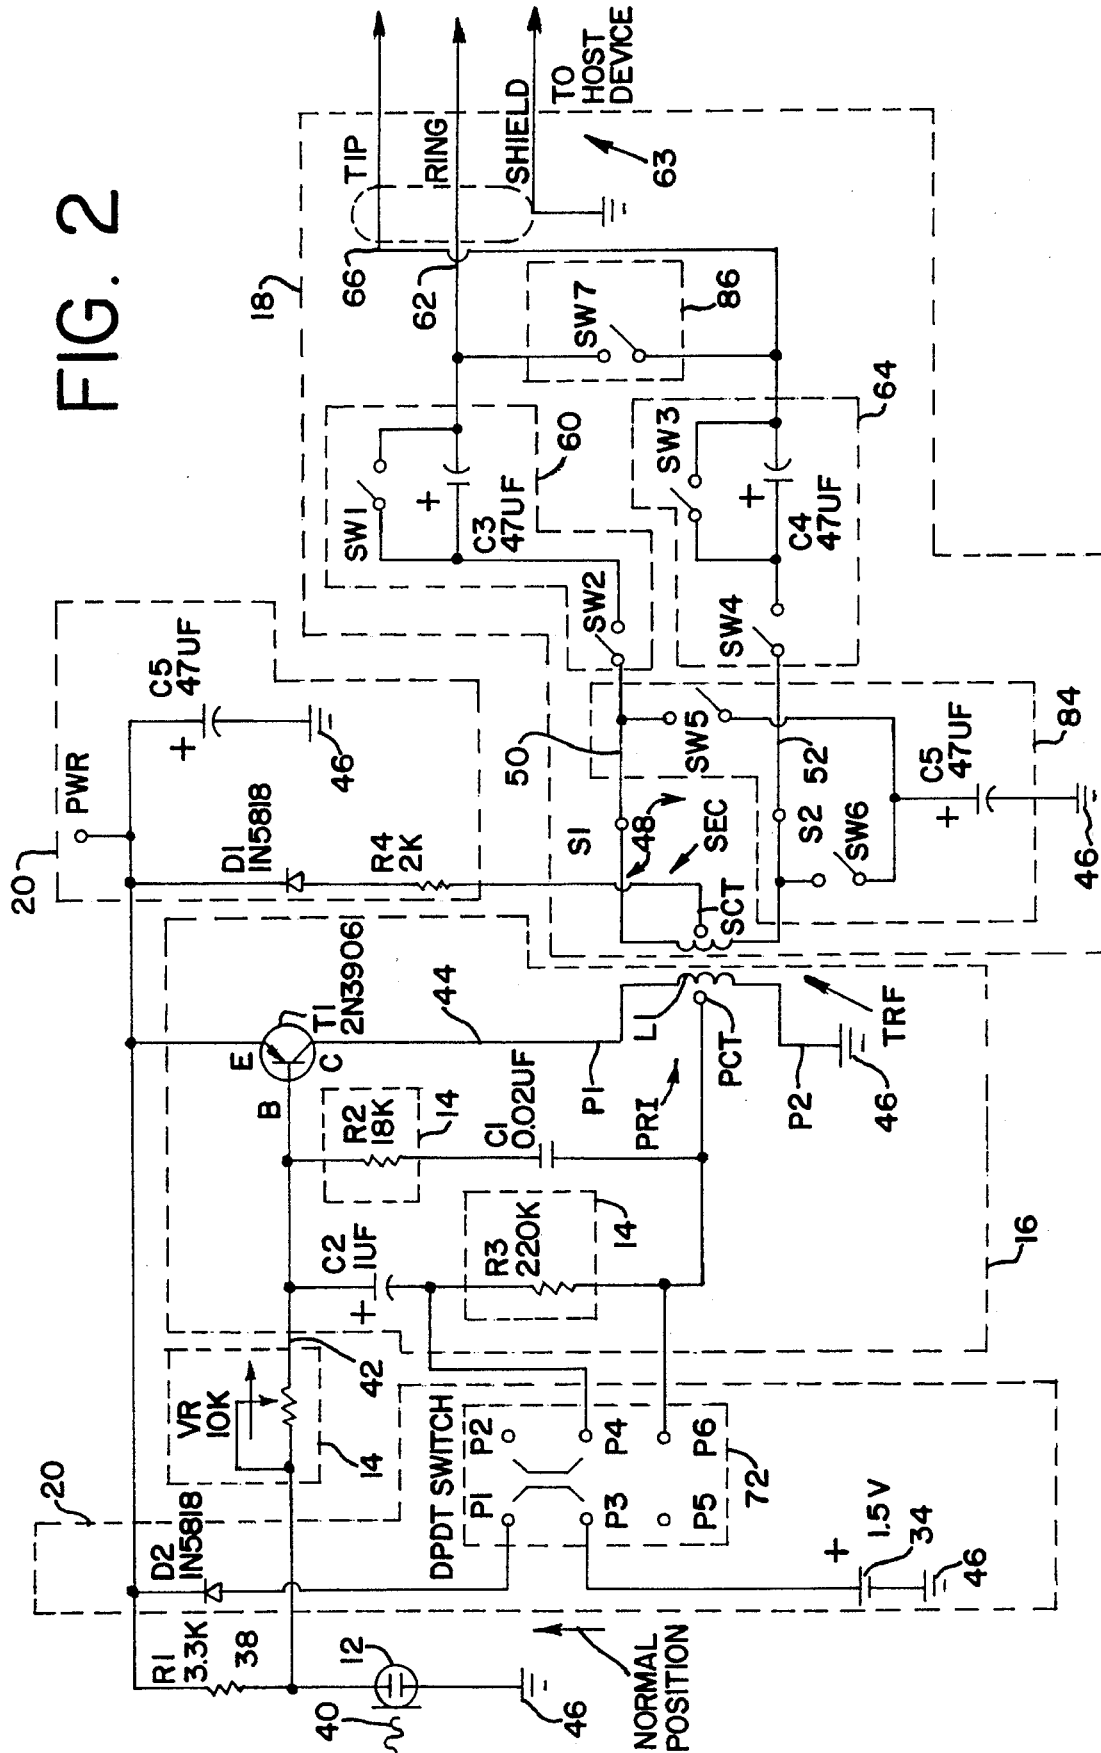 FIG. 2
TIP
RING
SHIELD
TO
HOST
DEVICE
63
18
66
62
SW7
86
SW1
+
C3
47UF
60
SW3
+
C4
47UF
64
SW2
SW4
20
PWR
C5
47UF
+
46
D1
1N5818
R4
2K
50
SW5
52
S1
48
SEC
SCT
S2
SW6
C5
47UF
+
84
46
E
T1
2N3906
C
B
44
P1
L1
PCT
PRI
P2
46
TRF
R2
18K
14
C1
0.02UF
C2
1UF
+
R3
220K
14
16
VR
10K
42
14
20
D2
1N5818
DPDT SWITCH
P1
P2
P3
P4
P5
P6
72
+
1.5V
34
46
R1
3.3K
38
12
40
46
NORMAL
POSITION